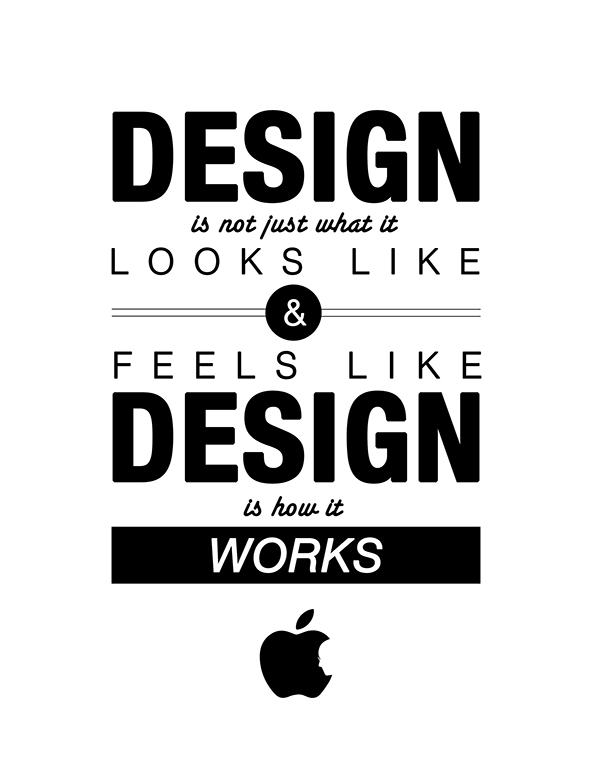 DESIGN
is not just what it
LOOKS LIKE
&
FEELS LIKE
DESIGN
is how it
WORKS